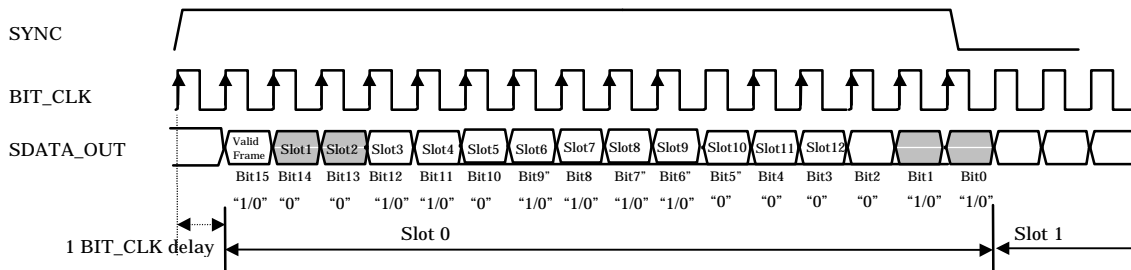 SYNC
BIT_CLK
SDATA_OUT
Valid Frame Slot1 Slot2 Slot3 Slot4 Slot5 Slot6 Slot7 Slot8 Slot9 Slot10 Slot11 Slot12
Bit15 Bit14 Bit13 Bit12 Bit11 Bit10 Bit9” Bit8 Bit7” Bit6” Bit5” Bit4 Bit3 Bit2 Bit1 Bit0
“1/0” “0” “0” “1/0” “1/0” “0” “1/0” “1/0” “1/0” “1/0” “0” “0” “0” “0” “1/0” “1/0”
1 BIT_CLK delay Slot 0 Slot 1